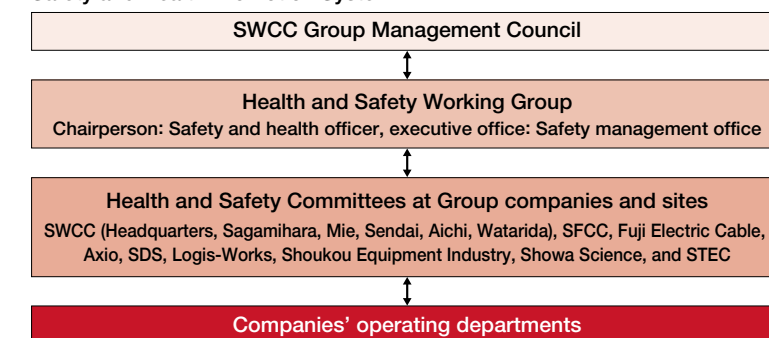 SWCC Group Management Council
Health and Safety Working Group
Chairperson: Safety and health officer, executive office: Safety management office
Health and Safety Committees at Group companies and sites
SWCC (Headquarters, Sagamihara, Mie, Sendai, Aichi, Watarida), SFCC, Fuji Electric Cable,
Axio, SDS, Logis-Works, Shoukou Equipment Industry, Showa Science, and STEC
Companies’ operating departments